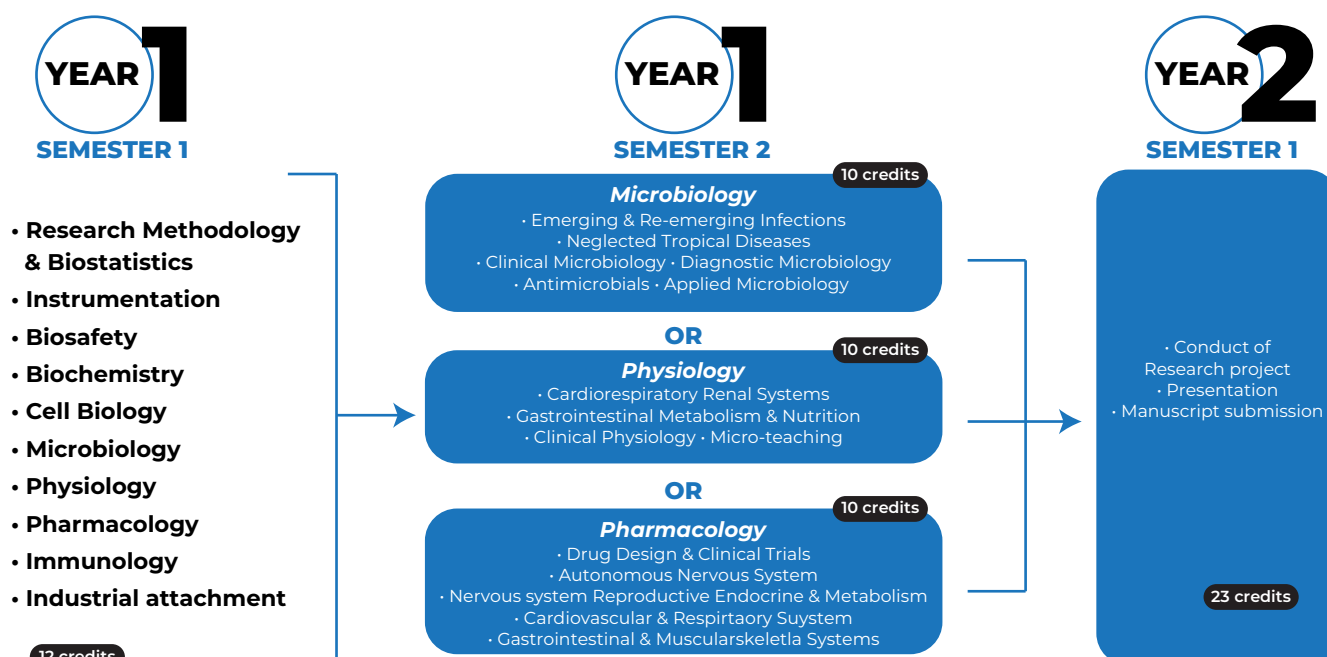 YEAR 1
SEMESTER 1
• Research Methodology
& Biostatistics
• Instrumentation
• Biosafety
• Biochemistry
• Cell Biology
• Microbiology
• Physiology
• Pharmacology
• Immunology
• Industrial attachment
12 credits
YEAR 1
SEMESTER 2
10 credits
Microbiology
• Emerging & Re-emerging Infections
• Neglected Tropical Diseases
• Clinical Microbiology • Diagnostic Microbiology
• Antimicrobials • Applied Microbiology
OR
10 credits
Physiology
• Cardiorespiratory Renal Systems
• Gastrointestinal Metabolism & Nutrition
• Clinical Physiology • Micro-teaching
OR
10 credits
Pharmacology
• Drug Design & Clinical Trials
• Autonomous Nervous System
• Nervous system Reproductive Endocrine & Metabolism
• Cardiovascular & Respirtaory Suystem
• Gastrointestinal & Muscularskeletla Systems
YEAR 2
SEMESTER 1
• Conduct of
Research project
• Presentation
• Manuscript submission
23 credits